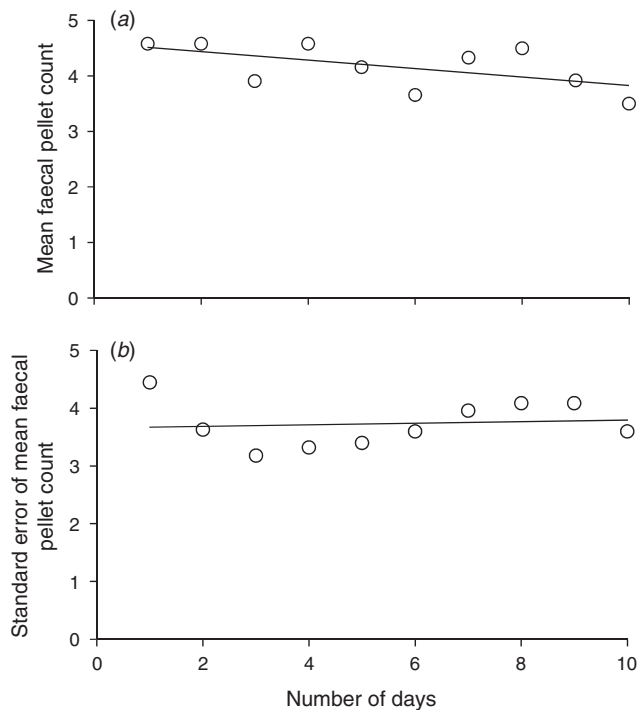 (a)
5
4
3
2
1
0
Mean faecal pellet count
(b)
5
4
3
2
1
0
Standard error of mean faecal
pellet count
0 2 4 6 8 10
Number of days